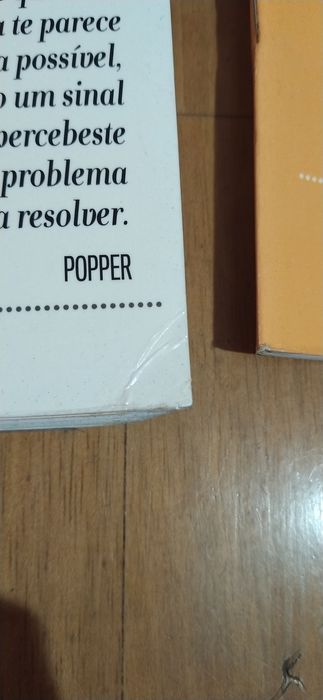 a te parece
a possível,
o um sinal
percebeste
problema
a resolver.
POPPER